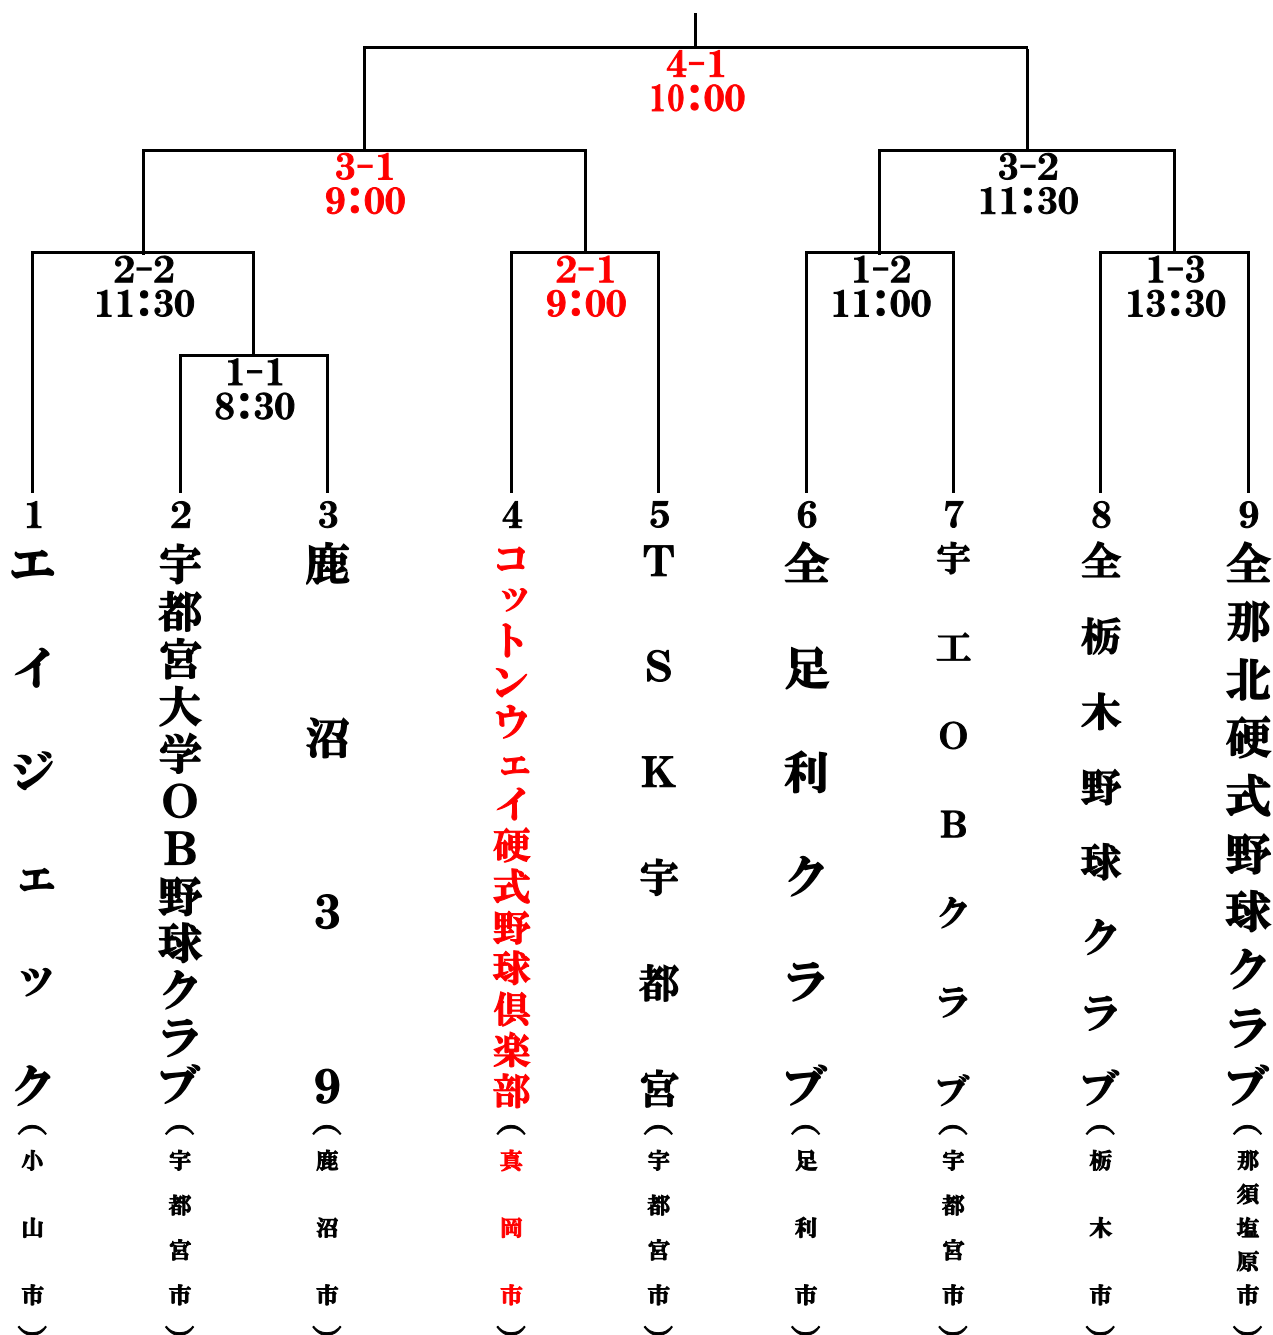 4-1
10:00
3-1
9:00
3-2
11:30
2-2
11:30
2-1
9:00
1-2
11:00
1-3
13:30
1-1
8:30
1
エイジェック(小山市)
2
宇都宮大学OB野球クラブ(宇都宮市)
3
鹿沼39(鹿沼市)
4
コットンウェイ硬式野球倶楽部(真岡市)
5
TSK宇都宮(宇都宮市)
6
全足利クラブ(足利市)
7
宇工OBクラブ(宇都宮市)
8
全栃木野球クラブ(栃木市)
9
全那北硬式野球クラブ(那須塩原市)